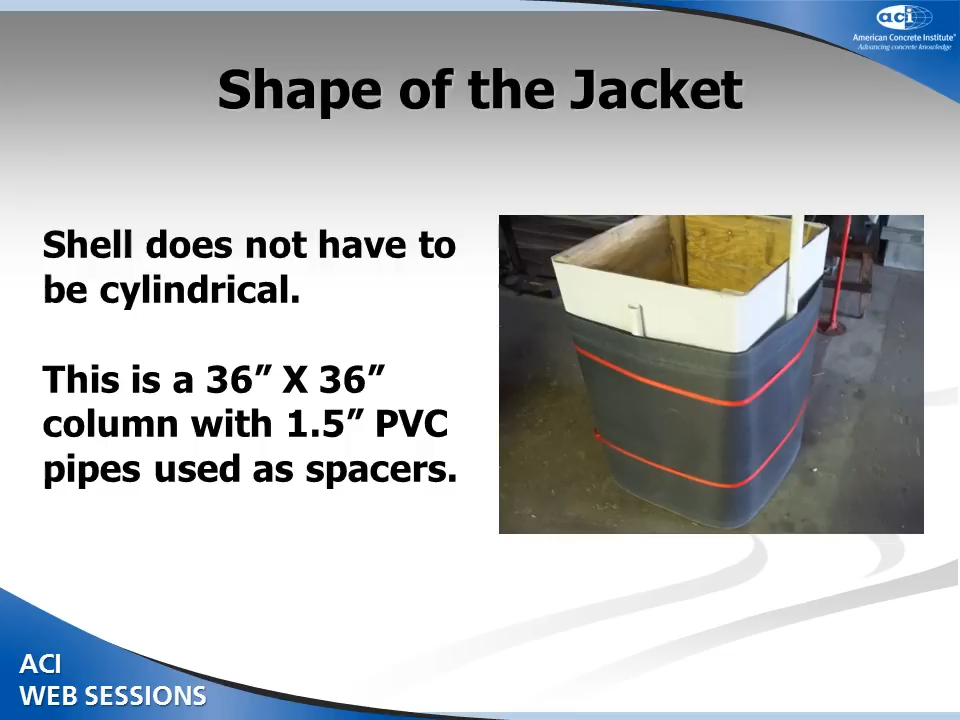 aci
American Concrete Institute®
Advancing concrete knowledge
Shape of the Jacket
Shell does not have to
be cylindrical.
This is a 36” X 36”
column with 1.5” PVC
pipes used as spacers.
ACI
WEB SESSIONS